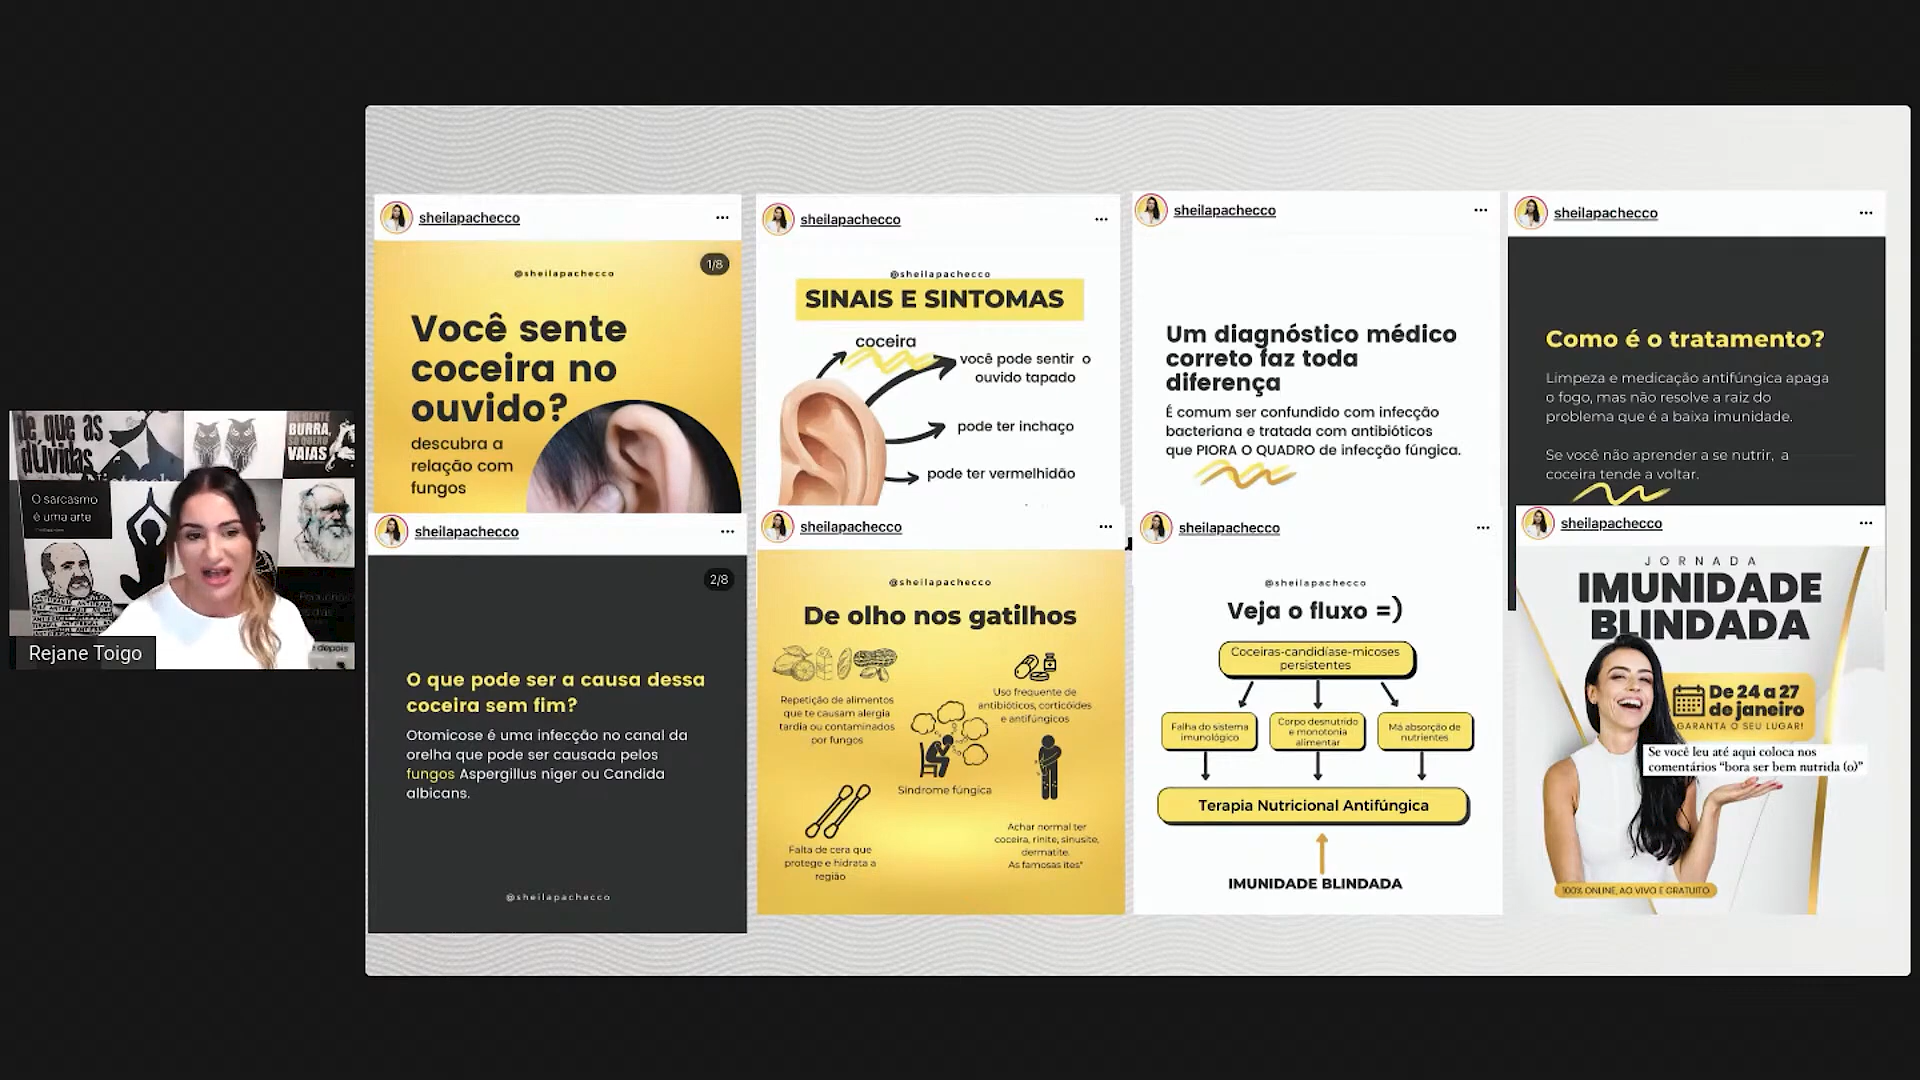 de que as
dúvidas
Nietzsche
BURRA,
SÓ QUERO
VAIAS
O sarcasmo
é uma arte
depois
Rejane Toigo
sheilapachecco
1/8
@sheilapachecco
Você sente
coceira no
ouvido?
descubra a
relação com
fungos
sheilapachecco
2/8
O que pode ser a causa dessa
coceira sem fim?
Otomicose é uma infecção no canal da
orelha que pode ser causada pelos
fungos Aspergillus niger ou Candida
albicans.
@sheilapachecco
sheilapachecco
@sheilapachecco
SINAIS E SINTOMAS
coceira
você pode sentir o
ouvido tapado
pode ter inchaço
pode ter vermelhidão
sheilapachecco
@sheilapachecco
De olho nos gatilhos
Repetição de alimentos
que te causam alergia
tardia ou contaminados
por fungos
Uso frequente de
antibióticos, corticóides
e antifúngicos
Síndrome fúngica
Falta de cera que
protege e hidrata a
região
Achar normal ter
coceira, rinite, sinusite,
dermatite.
As famosas ites"
sheilapachecco
Um diagnóstico médico
correto faz toda
diferença
É comum ser confundido com infecção
bacteriana e tratada com antibióticos
que PIORA O QUADRO de infecção fúngica.
sheilapachecco
@sheilapachecco
Veja o fluxo =)
Coceiras-candidíase-micoses
persistentes
Falha do sistema
imunológico
Corpo desnutrido
e monotonia
alimentar
Má absorção de
nutrientes
Terapia Nutricional Antifúngica
IMUNIDADE BLINDADA
sheilapachecco
Como é o tratamento?
Limpeza e medicação antifúngica apaga
o fogo, mas não resolve a raiz do
problema que é a baixa imunidade.
Se você não aprender a se nutrir, a
coceira tende a voltar.
sheilapachecco
JORNADA
IMUNIDADE
BLINDADA
De 24 a 27
de janeiro
GARANTA O SEU LUGAR!
Se você leu até aqui coloca nos
comentários “bora ser bem nutrida (o)”
100% ONLINE, AO VIVO E GRATUITO